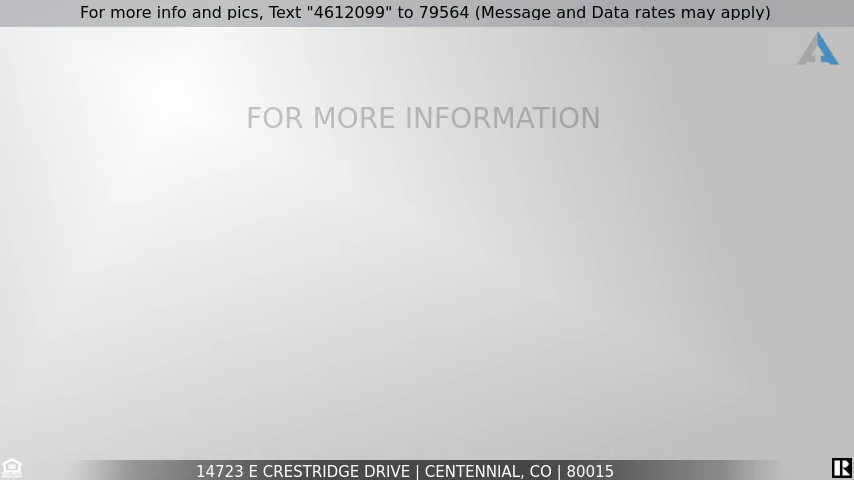 For more info and pics, Text "4612099" to 79564 (Message and Data rates may apply)
FOR MORE INFORMATION
14723 E CRESTRIDGE DRIVE | CENTENNIAL, CO | 80015